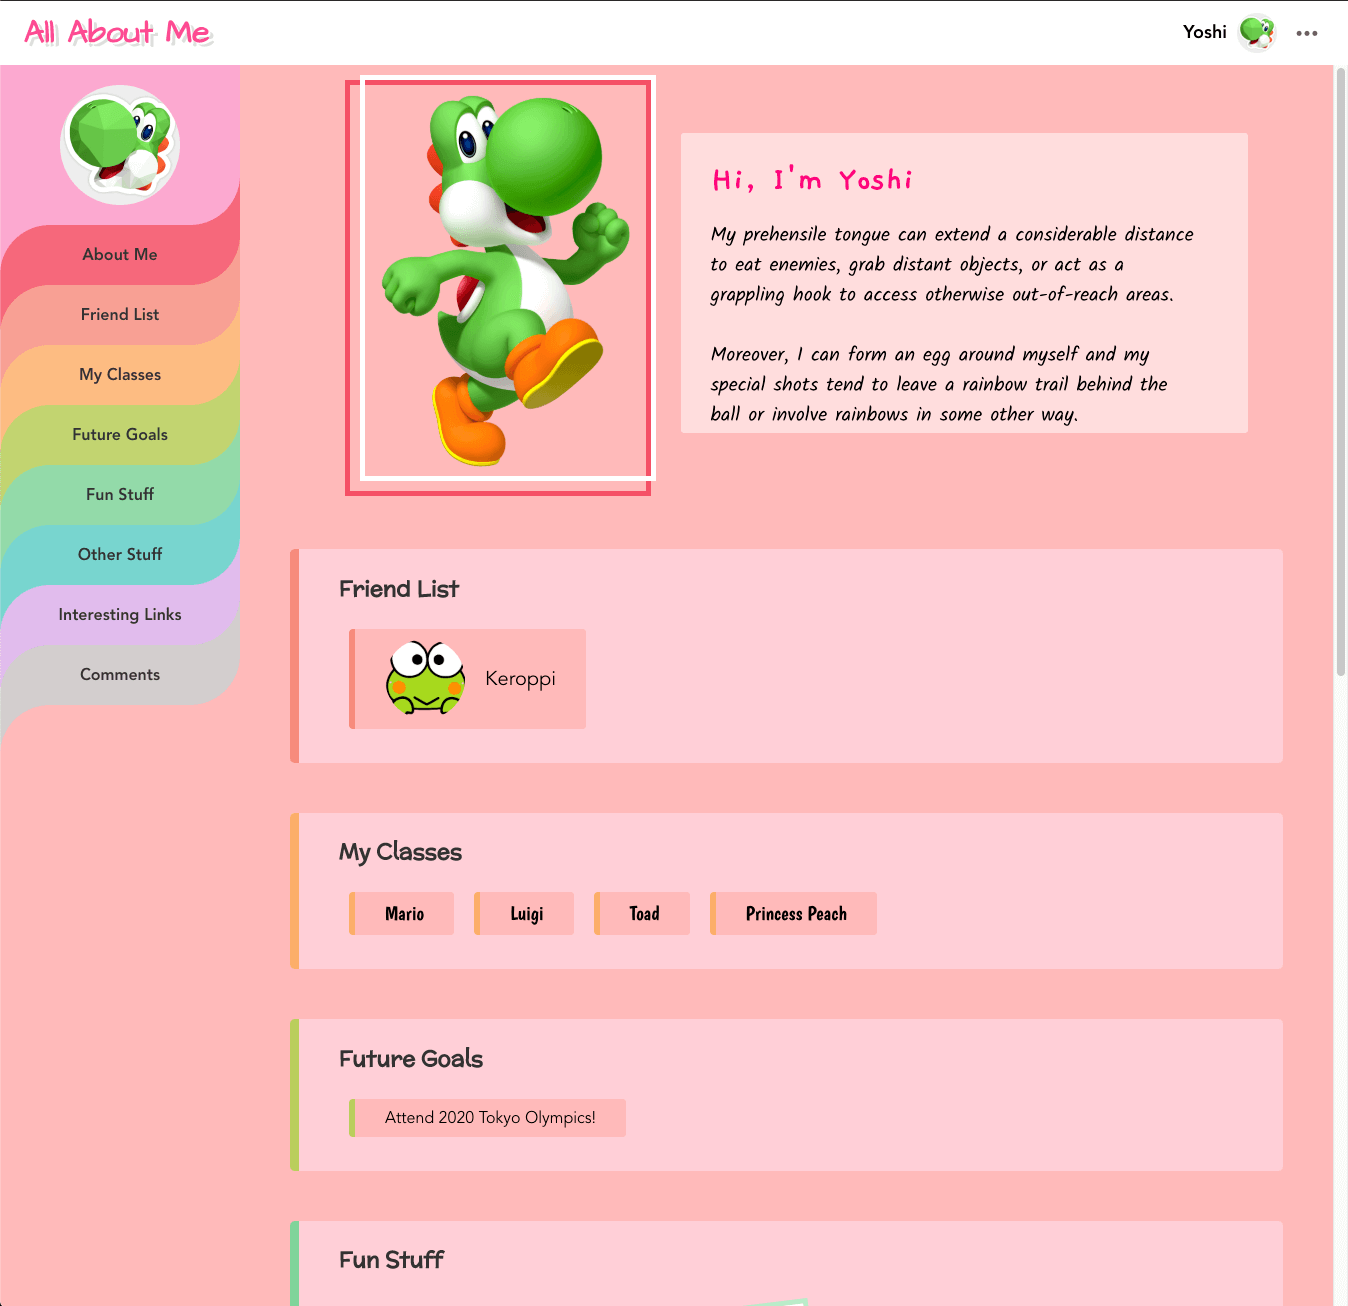 All About Me
Yoshi
About Me
Friend List
My Classes
Future Goals
Fun Stuff
Other Stuff
Interesting Links
Comments
Hi, I'm Yoshi
My prehensile tongue can extend a considerable distance
to eat enemies, grab distant objects, or act as a
grappling hook to access otherwise out-of-reach areas.
Moreover, I can form an egg around myself and my
special shots tend to leave a rainbow trail behind the
ball or involve rainbows in some other way.
Friend List
Keroppi
My Classes
Mario
Luigi
Toad
Princess Peach
Future Goals
Attend 2020 Tokyo Olympics!
Fun Stuff